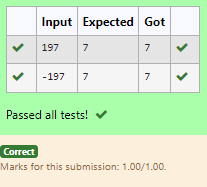 Input Expected Got
197 7 7
-197 7 7
Passed all tests!
Correct
Marks for this submission: 1.00/1.00.